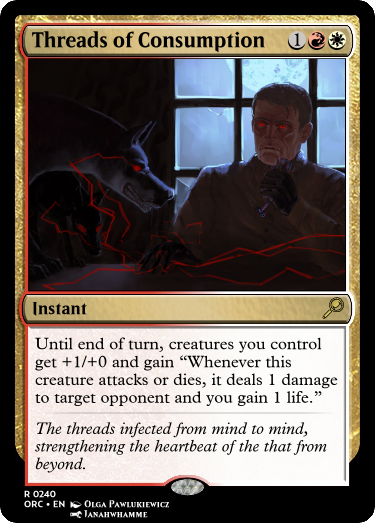 Threads of Consumption 1
Instant
Until end of turn, creatures you control
get +1/+0 and gain “Whenever this
creature attacks or dies, it deals 1 damage
to target opponent and you gain 1 life.”
The threads infected from mind to mind,
strengthening the heartbeat of the that from
beyond.
R 0240
ORC • EN Olga Pawlukiewicz
Janahwhamme